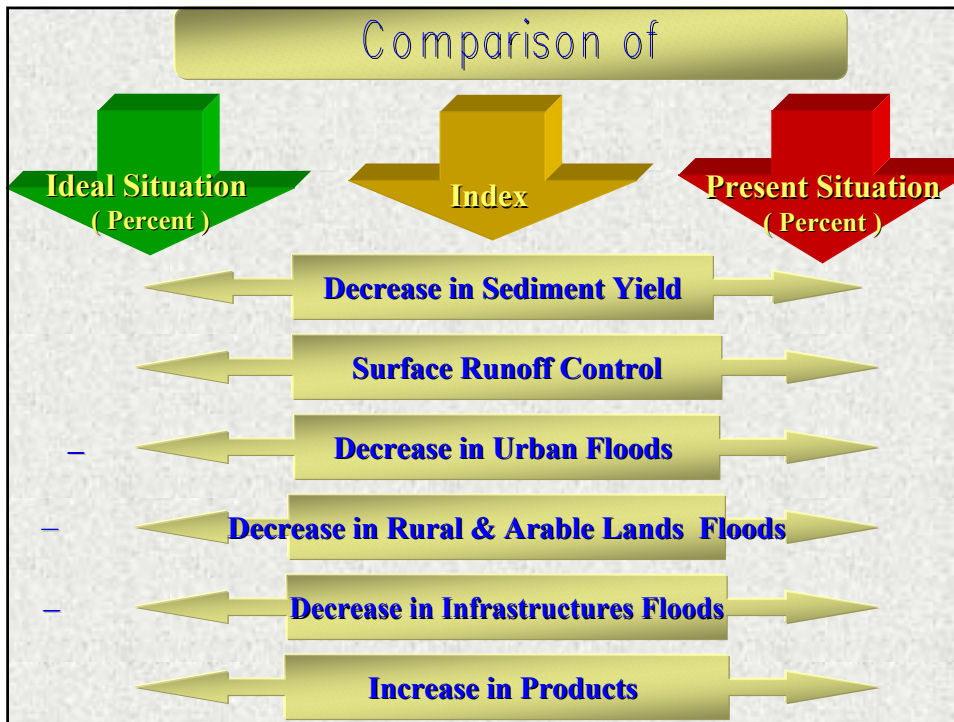 Comparison of
Ideal Situation
( Percent )
Index
Present Situation
( Percent )
Decrease in Sediment Yield
Surface Runoff Control
–
Decrease in Urban Floods
–
Decrease in Rural & Arable Lands Floods
–
Decrease in Infrastructures Floods
Increase in Products